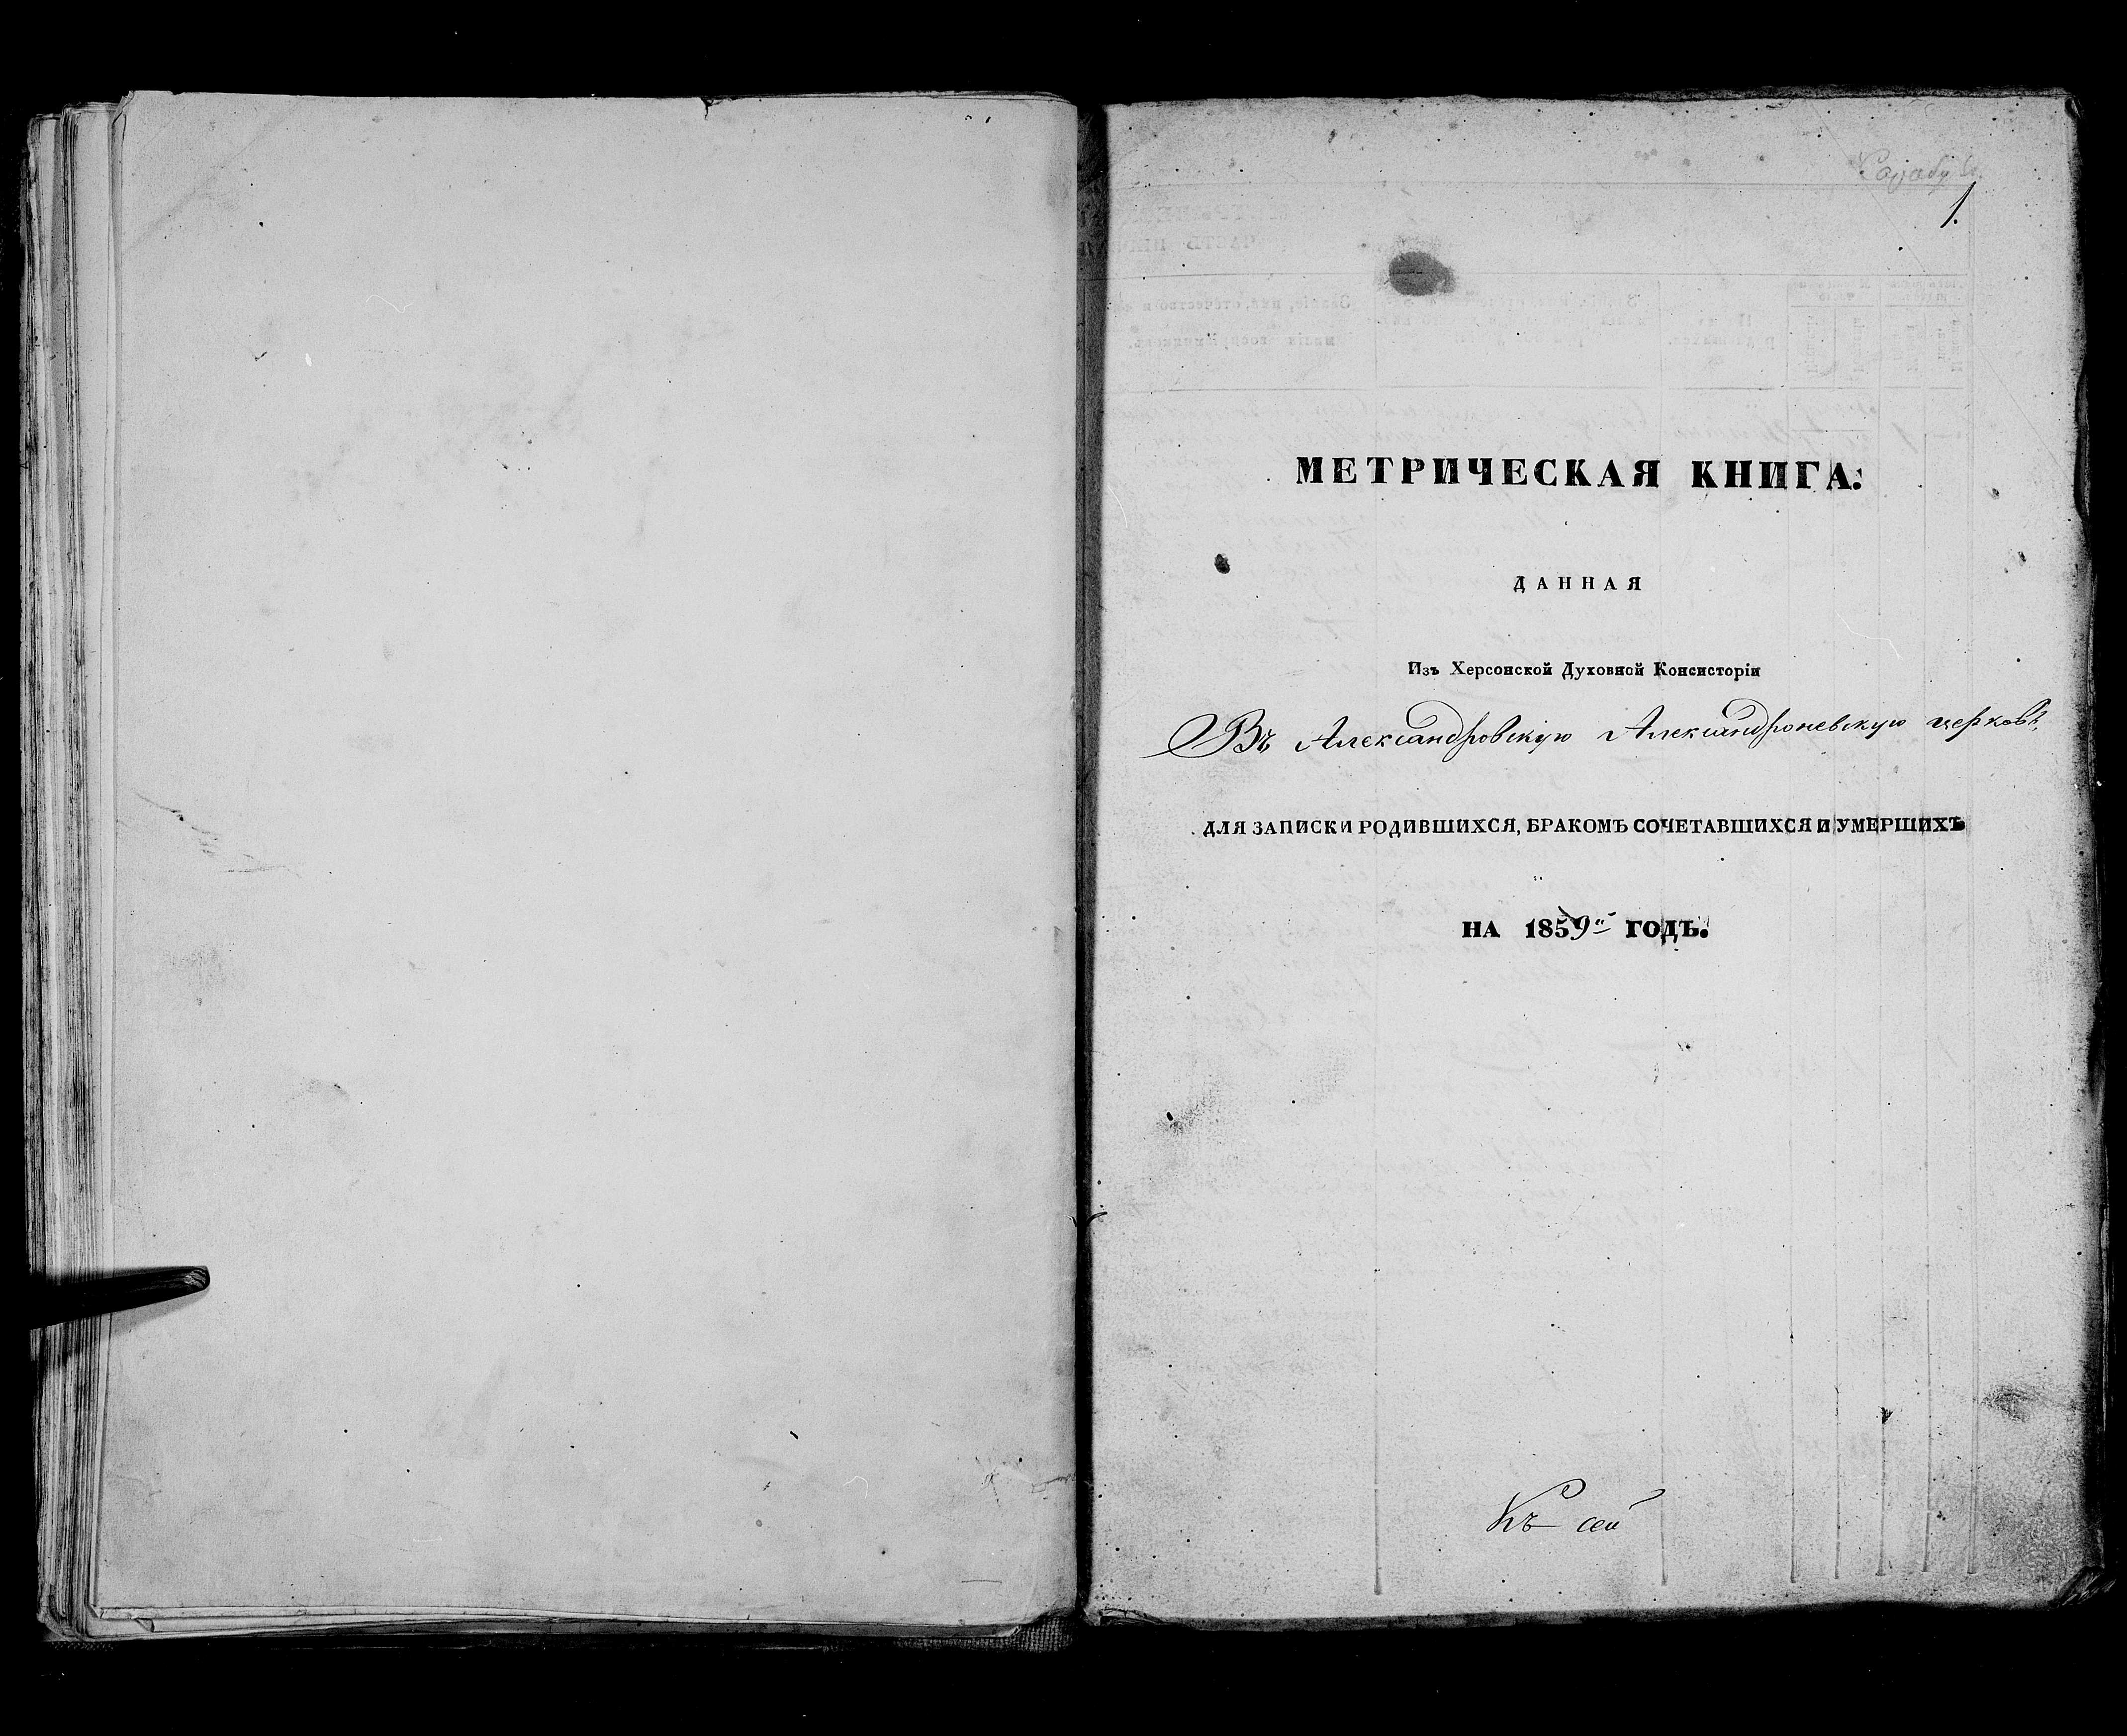 1.
МЕТРИЧЕСКАЯ КНИГА.
ДАННАЯ
Изъ Херсонской Духовной Консисторіи
Въ Александровскую Александроневскую церковь,
ДЛЯ ЗАПИСКИ РОДИВШИХСЯ, БРАКОМЪ СОЧЕТАВШИХСЯ И УМЕРШИХЪ
НА 1859й ГОДЪ.
Къ сей